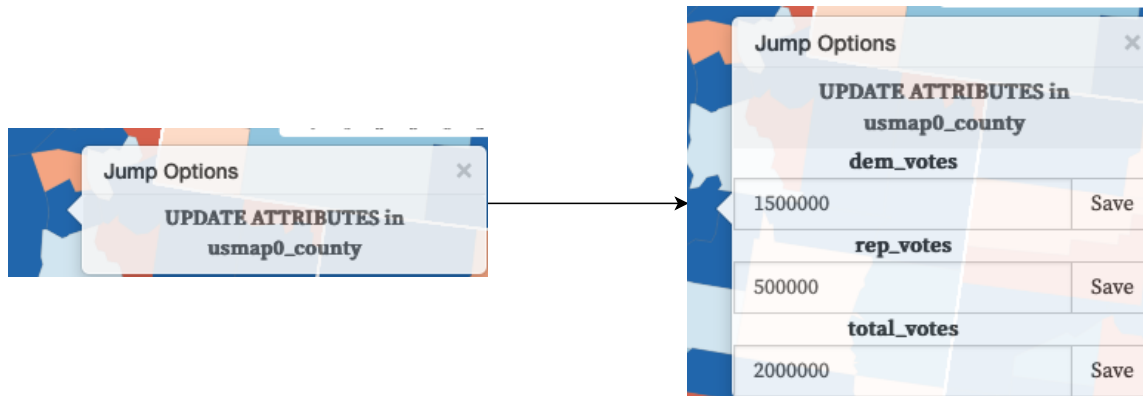 Jump Options ×
UPDATE ATTRIBUTES in
usmap0_county
Jump Options ×
UPDATE ATTRIBUTES in
usmap0_county
dem_votes
1500000 Save
rep_votes
500000 Save
total_votes
2000000 Save